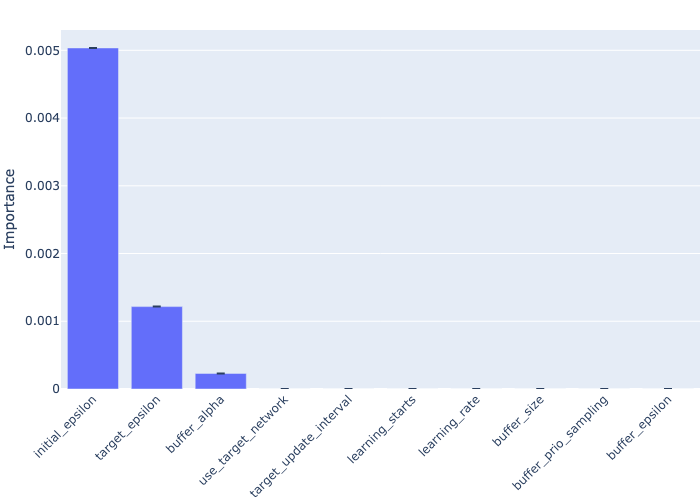 Importance
0.005
0.004
0.003
0.002
0.001
0
initial_epsilon
target_epsilon
buffer_alpha
use_target_network
target_update_interval
learning_starts
learning_rate
buffer_size
buffer_prio_sampling
buffer_epsilon